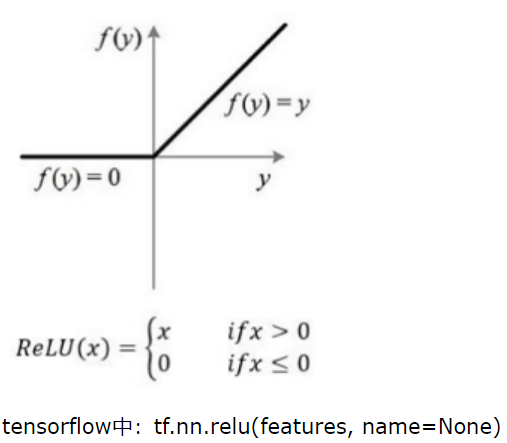 f(y)
f(y)=y
f(y)=0
y
ReLU(x) = {x if x > 0
0 if x ≤ 0
tensorflow中: tf.nn.relu(features, name=None)